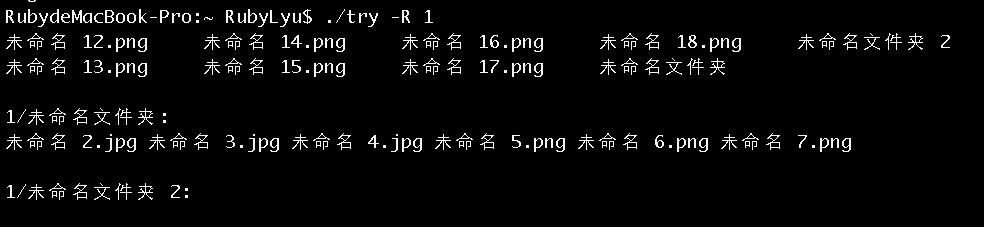 RubydeMacBook-Pro:~ RubyLyu$ ./try -R 1
未命名 12.png 未命名 14.png 未命名 16.png 未命名 18.png 未命名文件夹 2
未命名 13.png 未命名 15.png 未命名 17.png 未命名文件夹
1/未命名文件夹:
未命名 2.jpg 未命名 3.jpg 未命名 4.jpg 未命名 5.png 未命名 6.png 未命名 7.png
1/未命名文件夹 2: